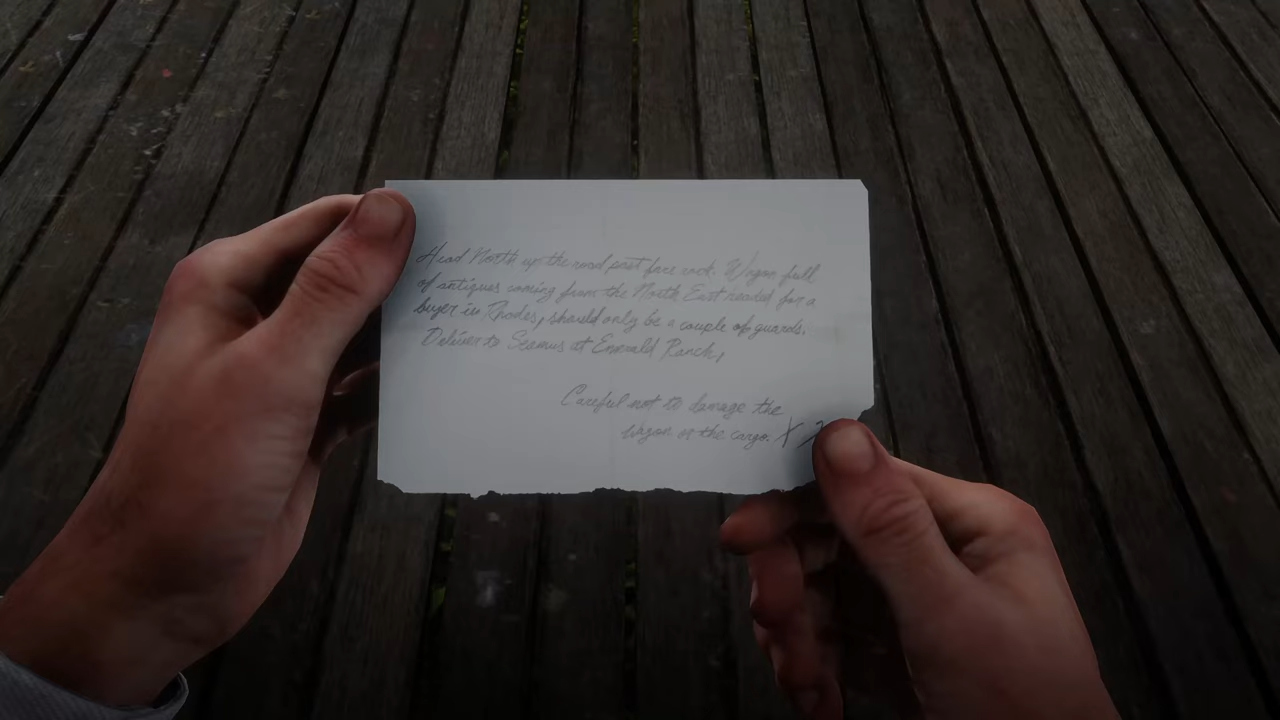 Head North up the road past face rock. Wagon full
of antiques coming from the North East headed for a
buyer in Rhodes, should only be a couple of guards.
Deliver to Seamus at Emerald Ranch,
Careful not to damage the
wagon or the cargo. X